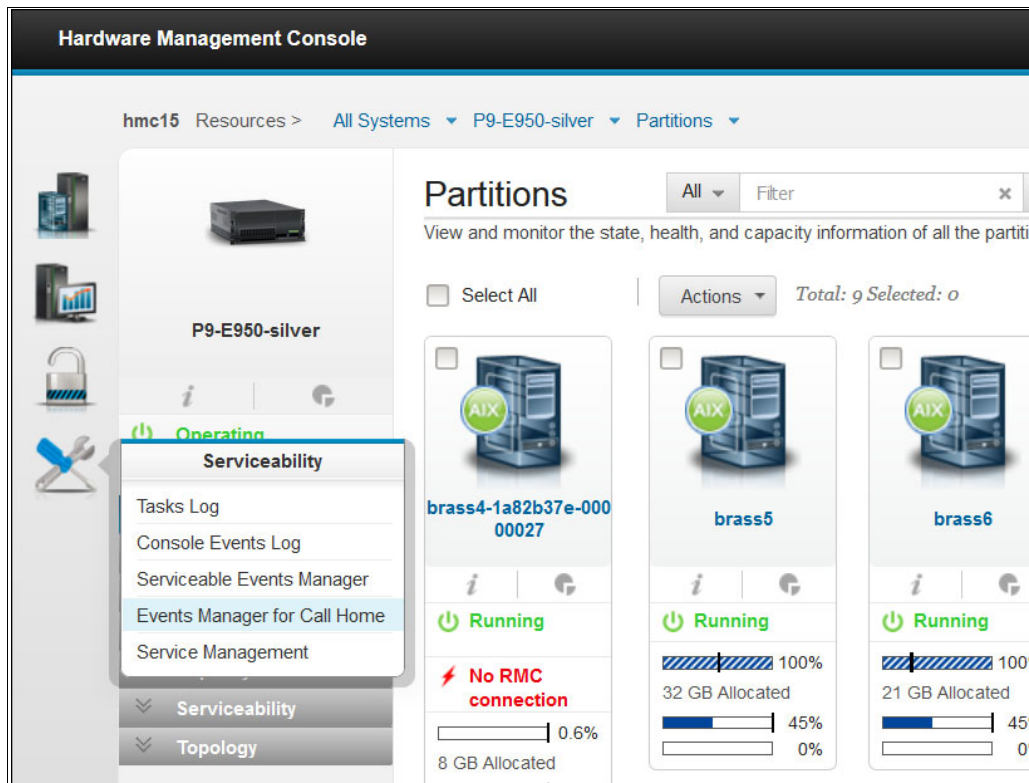 Hardware Management Console
hmc15 Resources > All Systems P9-E950-silver Partitions
P9-E950-silver
Operating
Serviceability
Tasks Log
Console Events Log
Serviceable Events Manager
Events Manager for Call Home
Service Management
Serviceability
Topology
Partitions All Filter
View and monitor the state, health, and capacity information of all the partiti
Select All Actions Total: 9 Selected: 0
AIX AIX AIX
brass4-1a82b37e-000
00027
brass5
brass6
i i i
Running Running Running
No RMC
connection
0.6%
8 GB Allocated
100%
32 GB Allocated
45%
0%
100%
21 GB Allocated
45
0